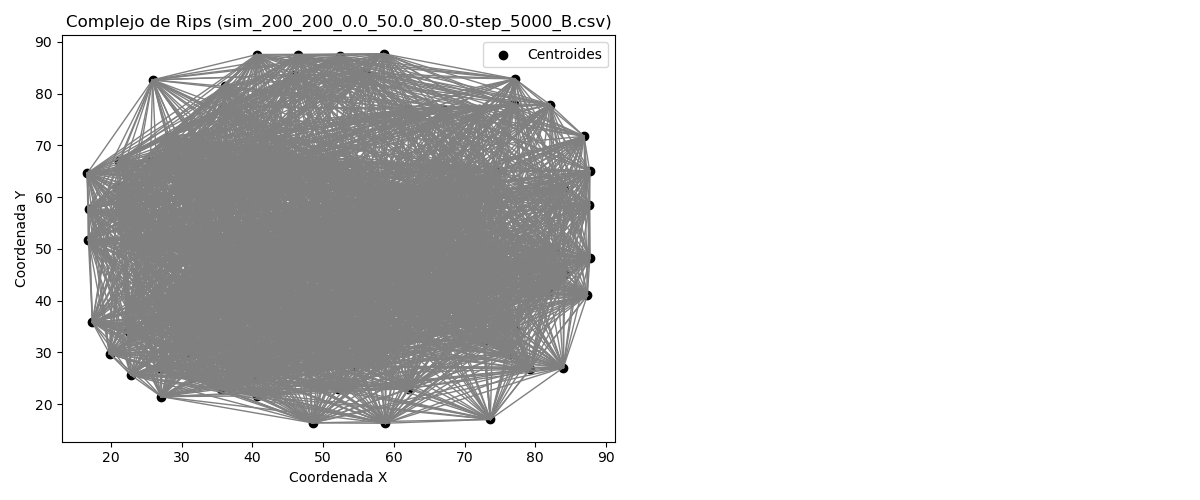 Complejo de Rips (sim_200_200_0.0_50.0_80.0-step_5000_B.csv)
Centroides
90
80
70
60
50
40
30
20
Coordenada Y
20 30 40 50 60 70 80 90
Coordenada X